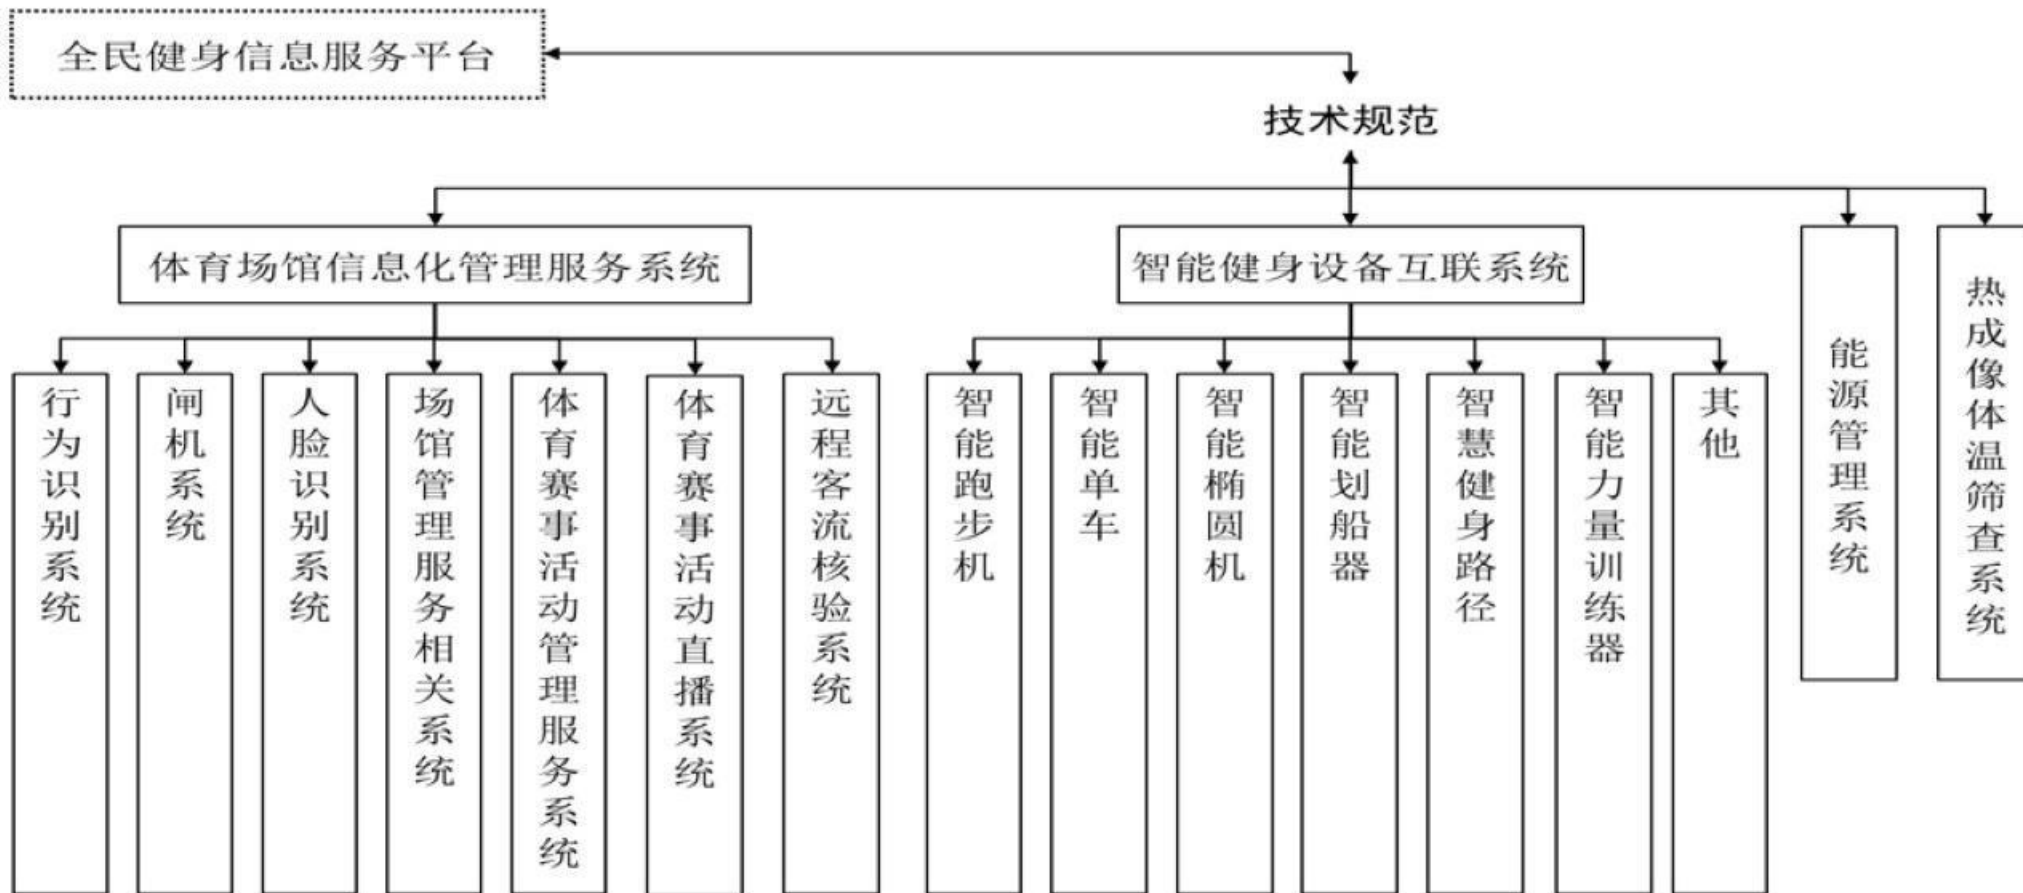 全民健身信息服务平台
技术规范
体育场馆信息化管理服务系统
智能健身设备互联系统
能源管理系统
热成像体温筛查系统
行为识别系统
闸机系统
人脸识别系统
场馆管理服务相关系统
体育赛事活动管理服务系统
体育赛事活动直播系统
远程客流核验系统
智能跑步机
智能单车
智能椭圆机
智能划船器
智慧健身路径
智能力量训练器
其他